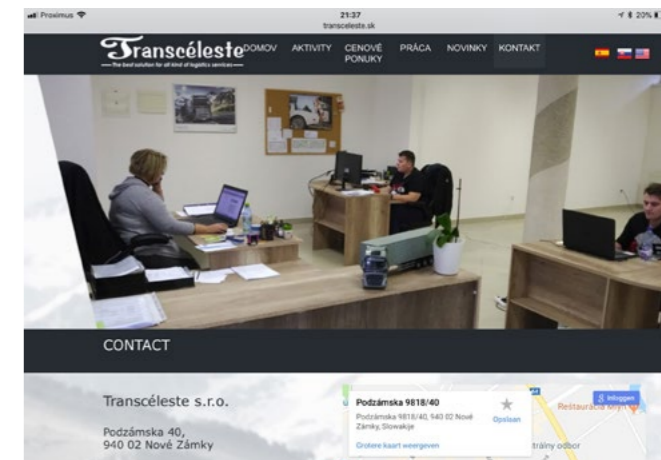 Proximus
21:37
20%
transceleste.sk
Transcéleste
The best solution for all kind of logistics services
DOMOV AKTIVITY CENOVÉ PONUKY PRÁCA NOVINKY KONTAKT
CONTACT
Transcéleste s.r.o.
Podzámska 40,
940 02 Nové Zámky
Podzámska 9818/40
Podzámska 9818/40, 940 02 Nové
Zámky, Slowakije
Opslaan
Grotere kaart weergeven
Inloggen
Reštaurácia Mlyn
trálny odbor